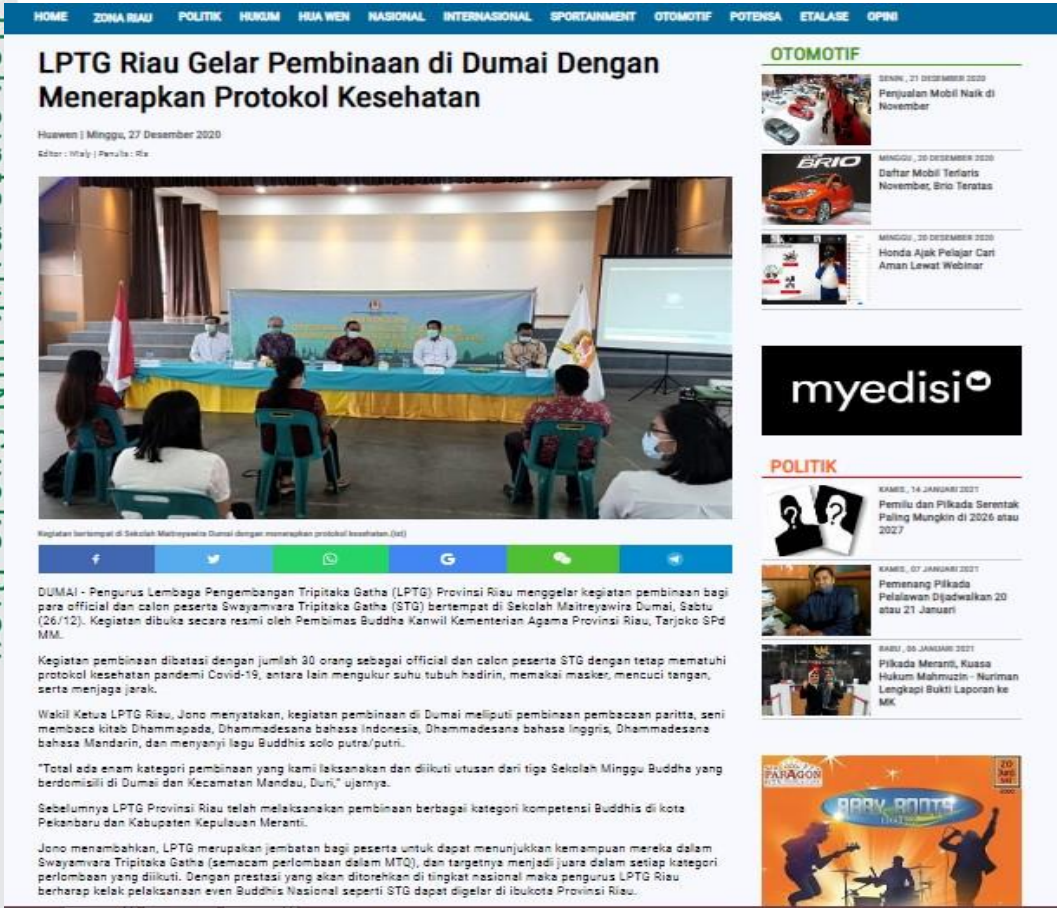 HOME ZONA RIAU POLITIK HUKUM HUA WEN NASIONAL INTERNASIONAL SPORTAINMENT OTOMOTIF POTENSA ETALASE OPINI
LPTG Riau Gelar Pembinaan di Dumai Dengan
Menerapkan Protokol Kesehatan
Huawen | Minggu, 27 Desember 2020
Editor : Wialy | Penulis : Rls
Kegiatan bertempat di Sekolah Maitreyawira Dumai dengan menerapkan protokol kesehatan.(ist)
DUMAI - Pengurus Lembaga Pengembangan Tripitaka Gatha (LPTG) Provinsi Riau menggelar kegiatan pembinaan bagi
para official dan calon peserta Swayamvara Tripitaka Gatha (STG) bertempat di Sekolah Maitreyawira Dumai, Sabtu
(26/12). Kegiatan dibuka secara resmi oleh Pembimas Buddha Kanwil Kementerian Agama Provinsi Riau, Tarjoko SPd
MM.
Kegiatan pembinaan dibatasi dengan jumlah 30 orang sebagai official dan calon peserta STG dengan tetap mematuhi
protokol kesehatan pandemi Covid-19, antara lain mengukur suhu tubuh hadirin, memakai masker, mencuci tangan,
serta menjaga jarak.
Wakil Ketua LPTG Riau, Jono menyatakan, kegiatan pembinaan di Dumai meliputi pembinaan pembacaan paritta, seni
membaca kitab Dhammapada, Dhammadesana bahasa Indonesia, Dhammadesana bahasa Inggris, Dhammadesana
bahasa Mandarin, dan menyanyi lagu Buddhis solo putra/putri.
"Total ada enam kategori pembinaan yang kami laksanakan dan diikuti utusan dari tiga Sekolah Minggu Buddha yang
berdomisili di Dumai dan Kecamatan Mandau, Duri," ujarnya.
Sebelumnya LPTG Provinsi Riau telah melaksanakan pembinaan berbagai kategori kompetensi Buddhis di kota
Pekanbaru dan Kabupaten Kepulauan Meranti.
Jono menambahkan, LPTG merupakan jembatan bagi peserta untuk dapat menunjukkan kemampuan mereka dalam
Swayamvara Tripitaka Gatha (semacam perlombaan dalam MTQ), dan targetnya menjadi juara dalam setiap kategori
perlombaan yang diikuti. Dengan prestasi yang akan ditorehkan di tingkat nasional maka pengurus LPTG Riau
berharap kelak pelaksanaan even Buddhis Nasional seperti STG dapat digelar di ibukota Provinsi Riau.
OTOMOTIF
SENIN , 21 DESEMBER 2020
Penjualan Mobil Naik di
November
BRIO
MINGGU , 20 DESEMBER 2020
Daftar Mobil Terlaris
November, Brio Teratas
MINGGU , 20 DESEMBER 2020
Honda Ajak Pelajar Cari
Aman Lewat Webinar
myedisi
POLITIK
KAMIS , 14 JANUARI 2021
Pemilu dan Pilkada Serentak
Paling Mungkin di 2026 atau
2027
KAMIS , 07 JANUARI 2021
Pemenang Pilkada
Pelalawan Dijadwalkan 20
atau 21 Januari
RABU , 06 JANUARI 2021
Pilkada Meranti, Kuasa
Hukum Mahmuzin - Nuriman
Lengkapi Bukti Laporan ke
MK
PARAGON
20